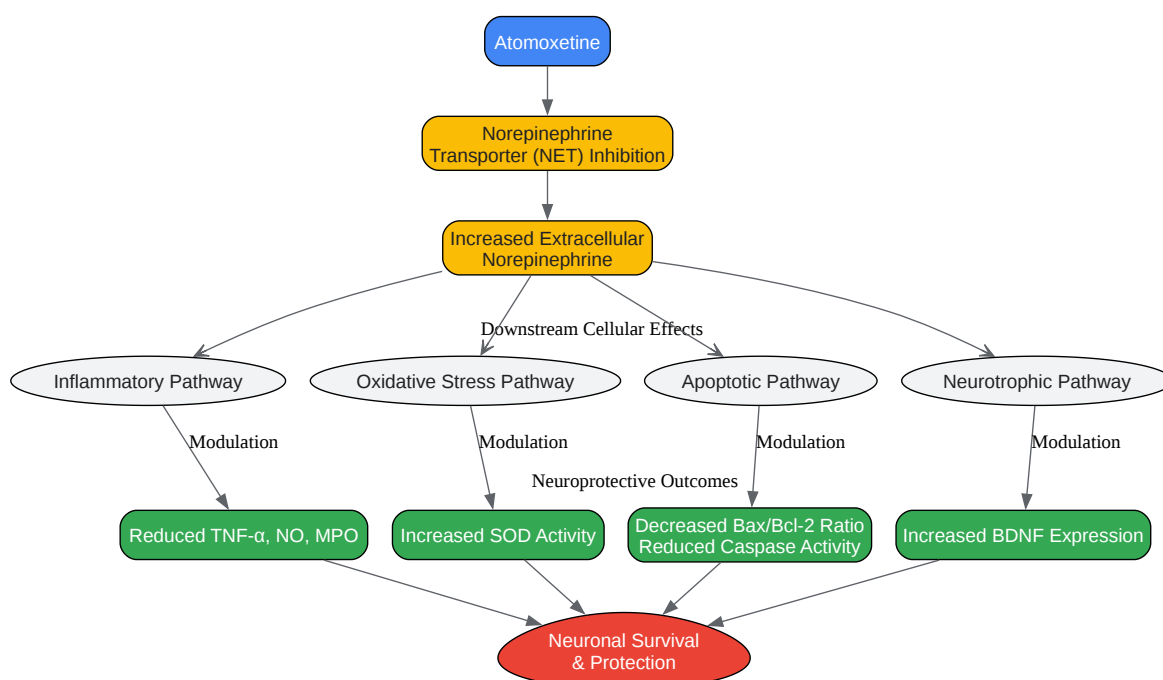 Atomoxetine
Norepinephrine
Transporter (NET) Inhibition
Increased Extracellular
Norepinephrine
Downstream Cellular Effects
Inflammatory Pathway
Oxidative Stress Pathway
Apoptotic Pathway
Neurotrophic Pathway
Modulation
Modulation
Modulation
Modulation
Neuroprotective Outcomes
Reduced TNF-α, NO, MPO
Increased SOD Activity
Decreased Bax/Bcl-2 Ratio
Reduced Caspase Activity
Increased BDNF Expression
Neuronal Survival
& Protection